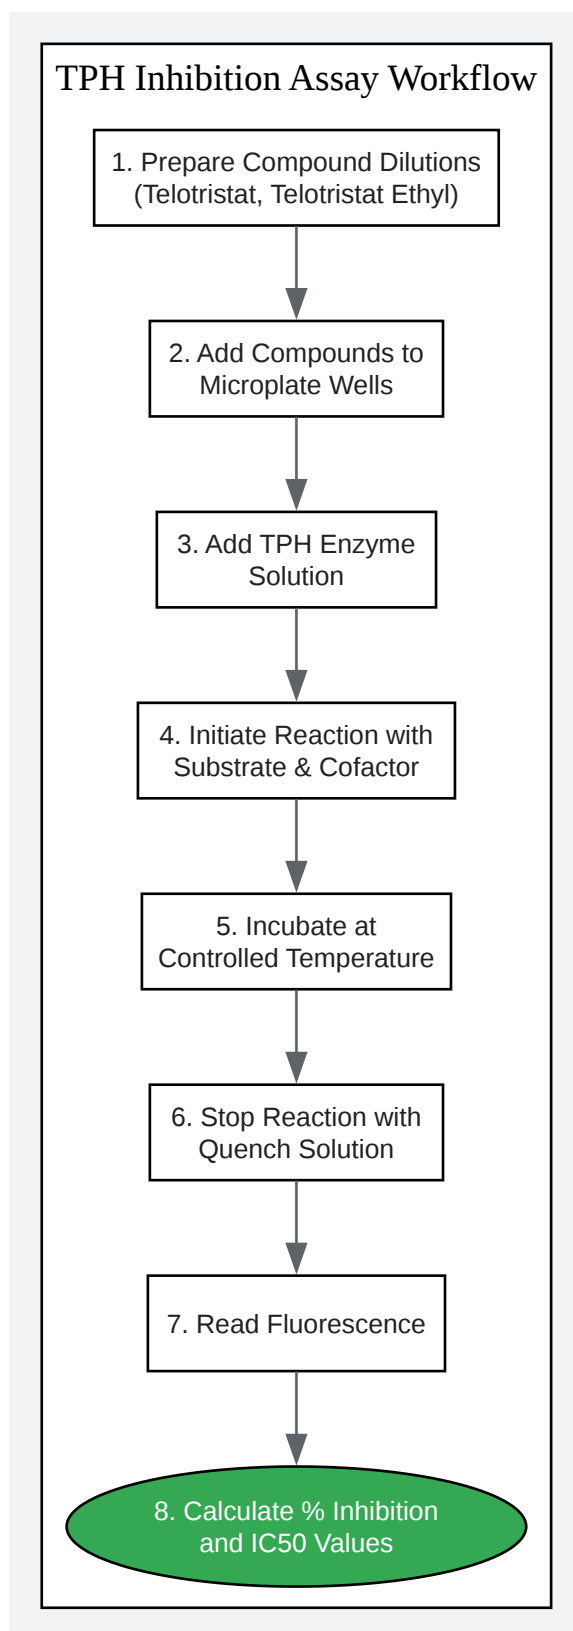 TPH Inhibition Assay Workflow
1. Prepare Compound Dilutions
(Telotristat, Telotristat Ethyl)
2. Add Compounds to
Microplate Wells
3. Add TPH Enzyme
Solution
4. Initiate Reaction with
Substrate & Cofactor
5. Incubate at
Controlled Temperature
6. Stop Reaction with
Quench Solution
7. Read Fluorescence
8. Calculate % Inhibition
and IC50 Values